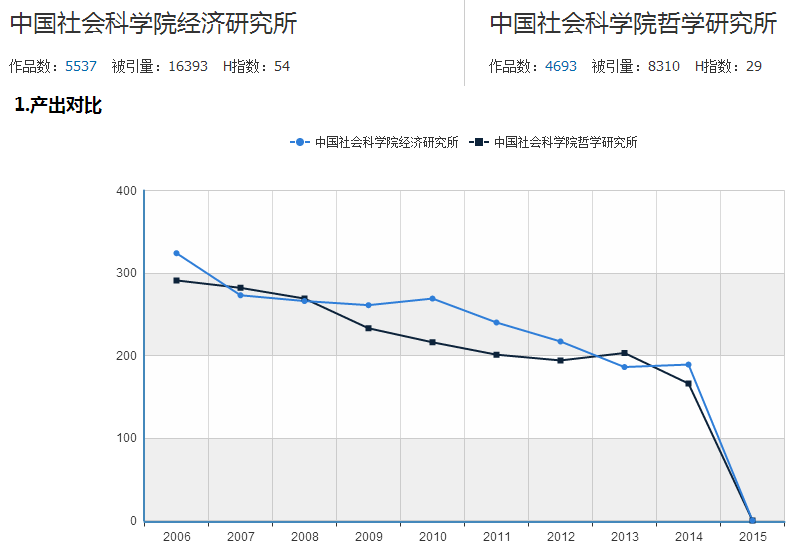 中国社会科学院经济研究所
作品数：5537 被引量：16393 H指数：54
中国社会科学院哲学研究所
作品数：4693 被引量：8310 H指数：29
1.产出对比
中国社会科学院经济研究所 中国社会科学院哲学研究所
400
300
200
100
0
2006 2007 2008 2009 2010 2011 2012 2013 2014 2015